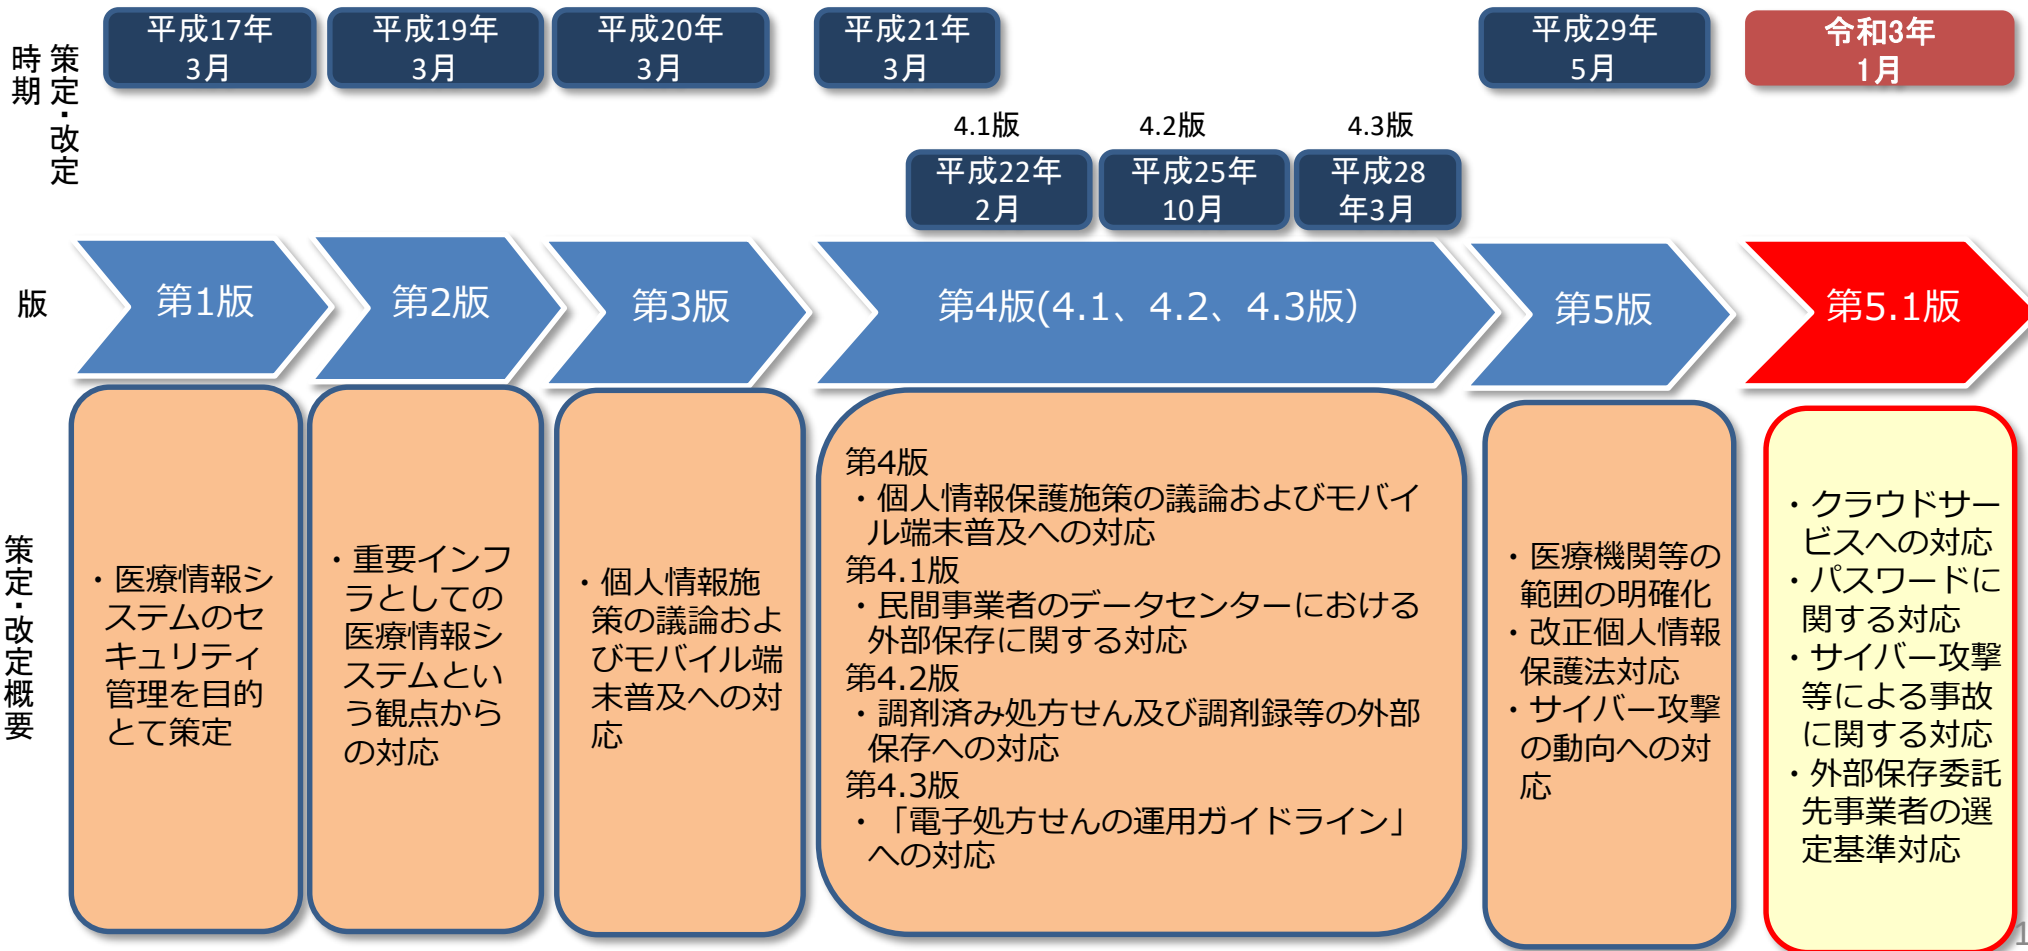 策定・改定
時期
平成17年
3月
平成19年
3月
平成20年
3月
平成21年
3月
平成29年
5月
令和3年
1月
4.1版
4.2版
4.3版
平成22年
2月
平成25年
10月
平成28
年3月
版
第1版
第2版
第3版
第4版(4.1、4.2、4.3版）
第5版
第5.1版
策定・改定概要
・医療情報シ
ステムのセ
キュリティ
管理を目的
とて策定
・重要インフ
ラとしての
医療情報シ
ステムとい
う観点から
の対応
・個人情報施
策の議論およ
びモバイル端
末普及への対
応
第4版
・個人情報保護施策の議論およびモバイ
ル端末普及への対応
第4.1版
・民間事業者のデータセンターにおける
外部保存に関する対応
第4.2版
・調剤済み処方せん及び調剤録等の外部
保存への対応
第4.3版
・「電子処方せんの運用ガイドライン」
への対応
・医療機関等の
範囲の明確化
・改正個人情報
保護法対応
・サイバー攻撃
の動向への対
応
・クラウドサー
ビスへの対応
・パスワードに
関する対応
・サイバー攻撃
等による事故
に関する対応
・外部保存委託
先事業者の選
定基準対応
1